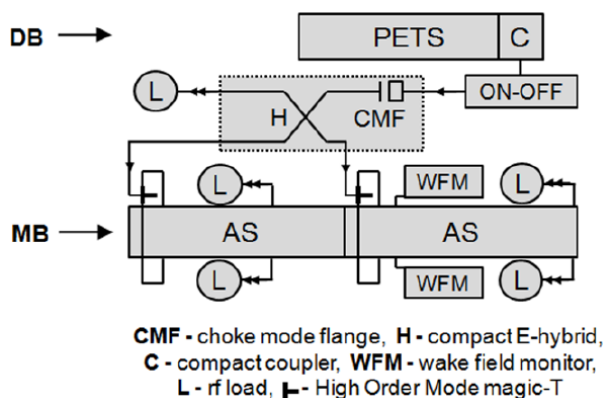 DB
PETS C
L
ON-OFF
H
CMF
L WFM L
MB
AS AS
L WFM L
CMF - choke mode flange, H - compact E-hybrid,
C - compact coupler, WFM - wake field monitor,
L - rf load, - High Order Mode magic-T